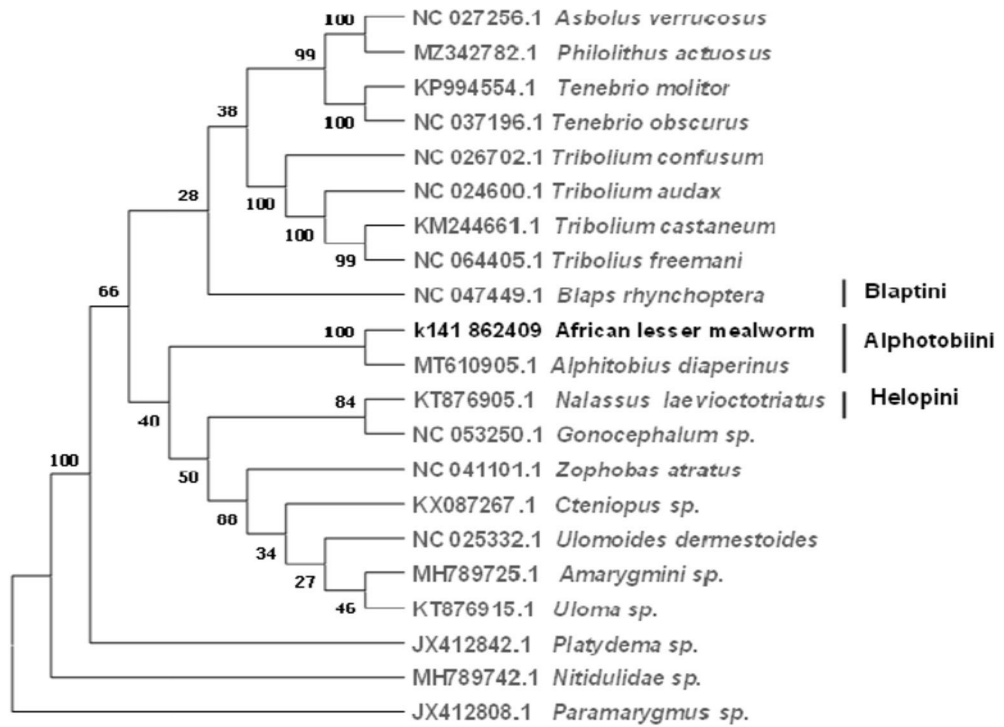 100
NC 027256.1 Asbolus verrucosus
99
MZ342782.1 Philolithus actuosus
KP994554.1 Tenebrio molitor
38
100
NC 037196.1 Tenebrio obscurus
NC 026702.1 Tribolium confusum
28
100
NC 024600.1 Tribolium audax
100
KM244661.1 Tribolium castaneum
99
NC 064405.1 Tribolius freemani
66
NC 047449.1 Blaps rhynchoptera
Blaptini
100
k141 862409 African lesser mealworm
Alphotobiini
MT610905.1 Alphitobius diaperinus
40
84
KT876905.1 Nalassus laevioctotriatus
Helopini
NC 053250.1 Gonocephalum sp.
100
50
NC 041101.1 Zophobas atratus
88
KX087267.1 Cteniopus sp.
34
NC 025332.1 Ulomoides dermestoides
27
MH789725.1 Amarygmini sp.
46
KT876915.1 Uloma sp.
JX412842.1 Platydema sp.
MH789742.1 Nitidulidae sp.
JX412808.1 Paramarygmus sp.